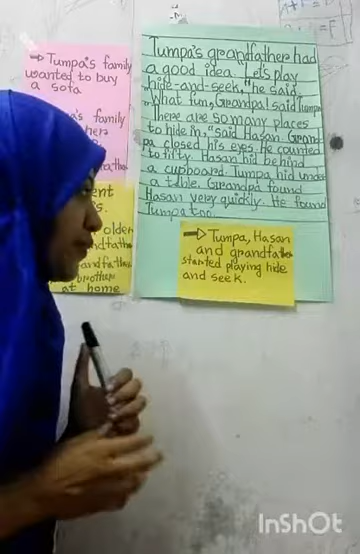 → Tumpa's family
wanted to buy
a sofa
family
at home
Tumpa's grandfather had
a good idea. Let's play
hide-and-seek," he said.
What fun, Grandpa! said Tumpa
There are so many places
to hide in," said Hasan Grand-
pa closed his eyes. He counted
to fifty. Hasan hid behind
a cupboard. Tumpa hid under
a table. Grandpa found
Hasan very quickly. He found
Tumpa too.
→ Tumpa, Hasan
and grandfather
started playing hide
and seek.
InShOt